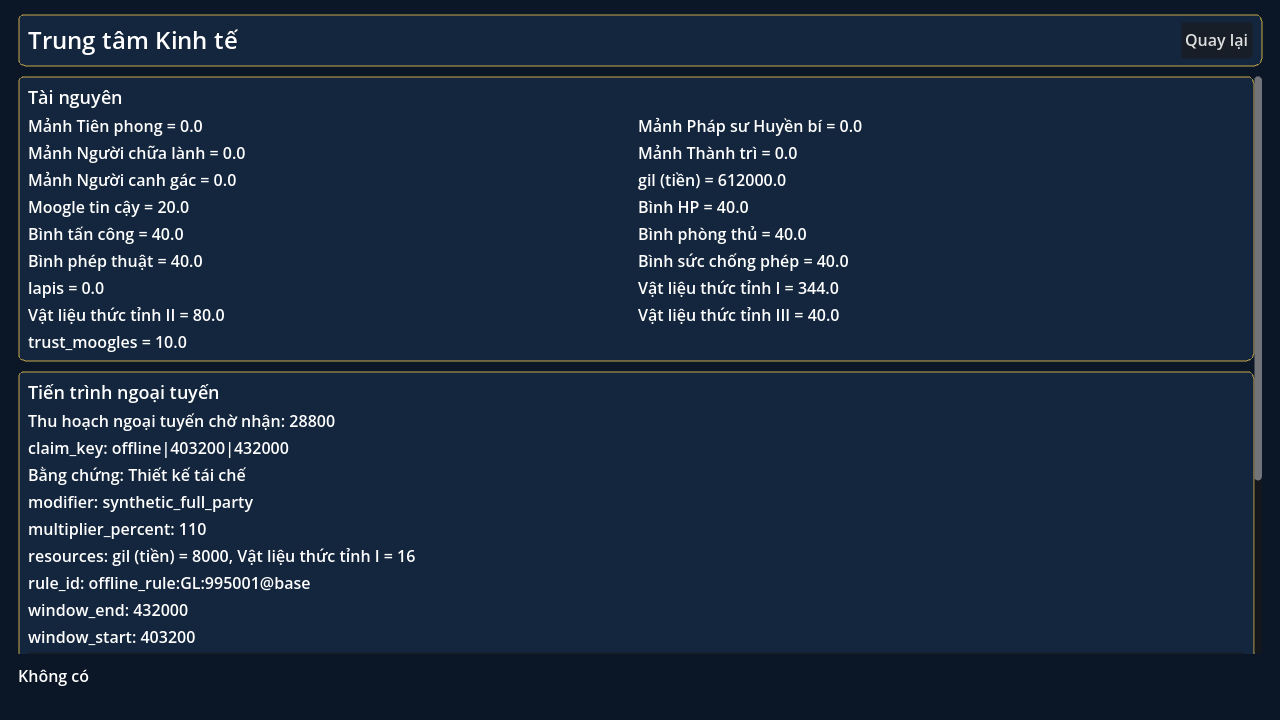 Trung tâm Kinh tế
Quay lại
Tài nguyên
Mảnh Tiên phong = 0.0
Mảnh Pháp sư Huyền bí = 0.0
Mảnh Người chữa lành = 0.0
Mảnh Thành trì = 0.0
Mảnh Người canh gác = 0.0
gil (tiền) = 612000.0
Moogle tin cậy = 20.0
Bình HP = 40.0
Bình tấn công = 40.0
Bình phòng thủ = 40.0
Bình phép thuật = 40.0
Bình sức chống phép = 40.0
lapis = 0.0
Vật liệu thức tỉnh I = 344.0
Vật liệu thức tỉnh II = 80.0
Vật liệu thức tỉnh III = 40.0
trust_moogles = 10.0
Tiến trình ngoại tuyến
Thu hoạch ngoại tuyến chờ nhận: 28800
claim_key: offline|403200|432000
Bằng chứng: Thiết kế tái chế
modifier: synthetic_full_party
multiplier_percent: 110
resources: gil (tiền) = 8000, Vật liệu thức tỉnh I = 16
rule_id: offline_rule:GL:995001@base
window_end: 432000
window_start: 403200
Không có